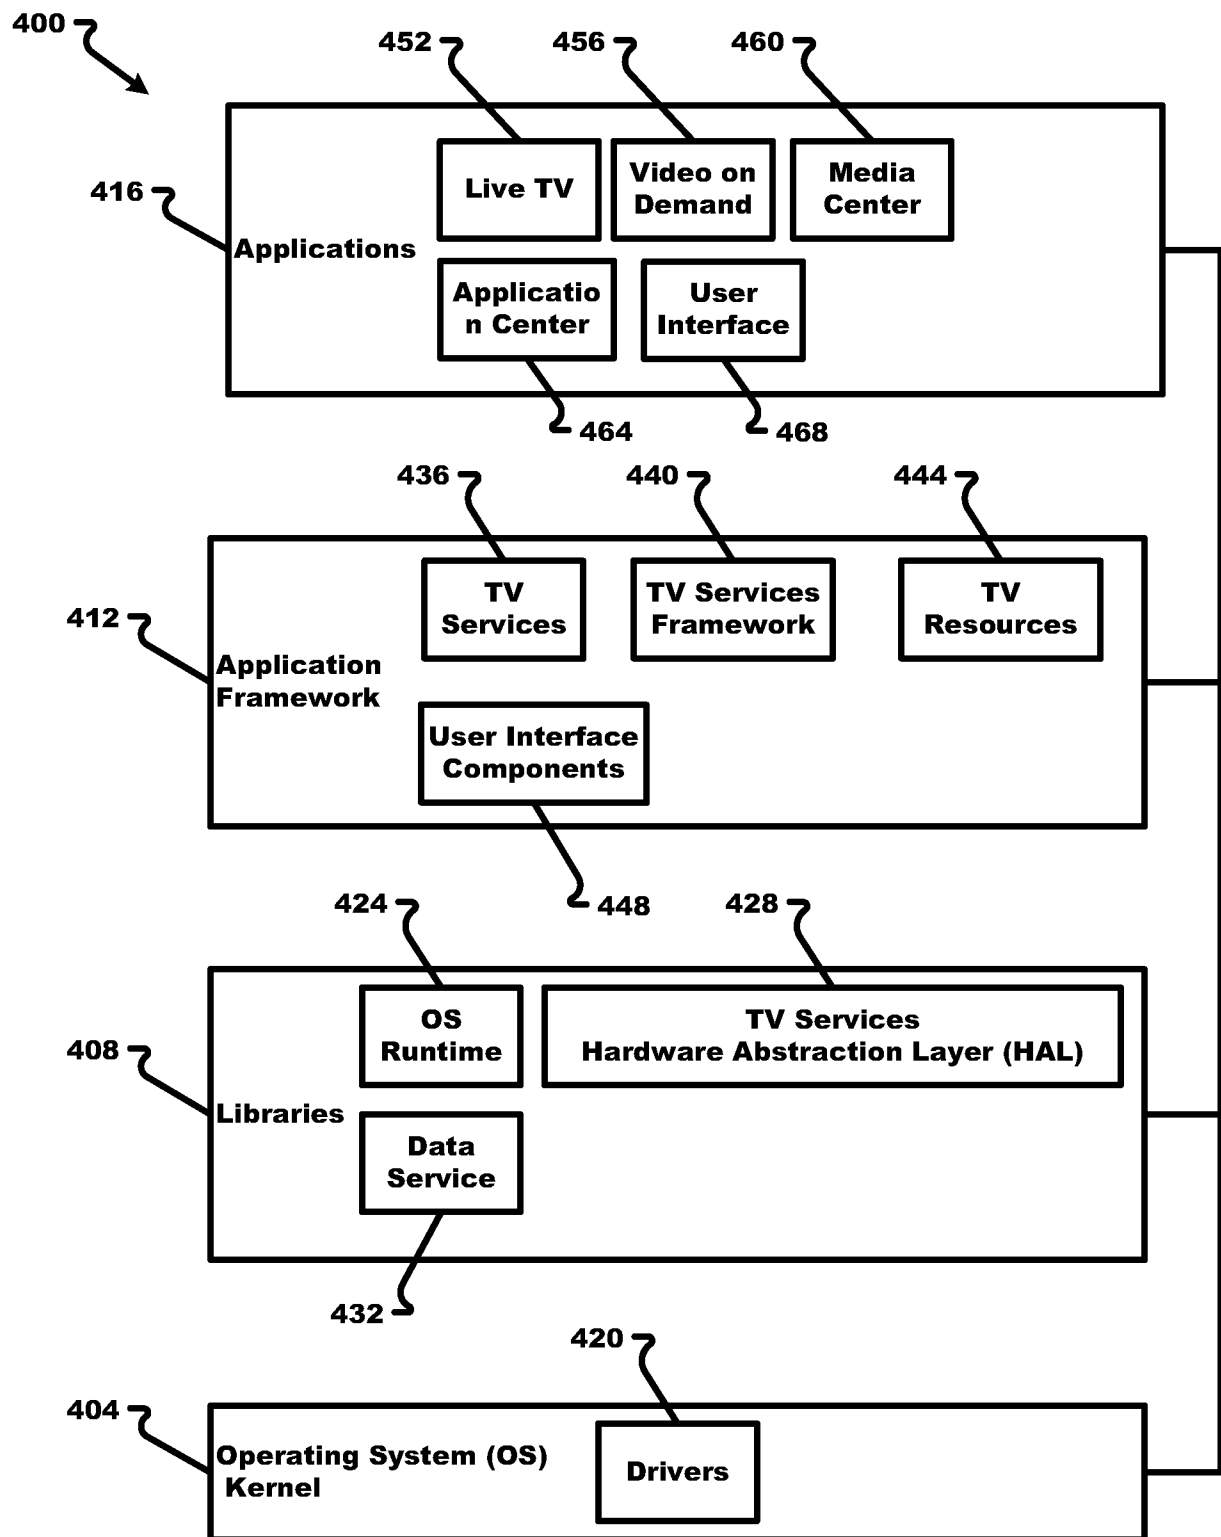 400
452
456
460
416
Applications
Live TV
Video on
Demand
Media
Center
Applicatio
n Center
User
Interface
464
468
436
440
444
412
Application
Framework
TV
Services
TV Services
Framework
TV
Resources
User Interface
Components
448
424
428
408
Libraries
OS
Runtime
TV Services
Hardware Abstraction Layer (HAL)
Data
Service
432
420
404
Operating System (OS)
Kernel
Drivers